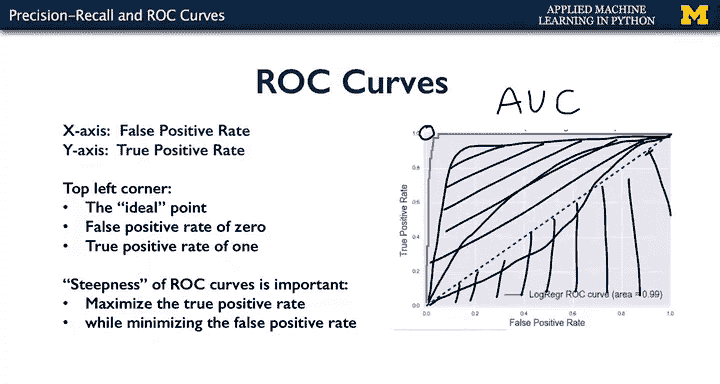 Precision-Recall and ROC Curves
APPLIED MACHINE
LEARNING IN PYTHON
M
ROC Curves
X-axis: False Positive Rate
Y-axis: True Positive Rate
Top left corner:
• The “ideal” point
• False positive rate of zero
• True positive rate of one
“Steepness” of ROC curves is important:
• Maximize the true positive rate
• while minimizing the false positive rate
AUC
1.0
0.8
0.6
0.4
0.2
0.0
True Positive Rate
LogRegr ROC curve (area = 0.99)
0.0 0.2 0.4 0.6 0.8 1.0
False Positive Rate